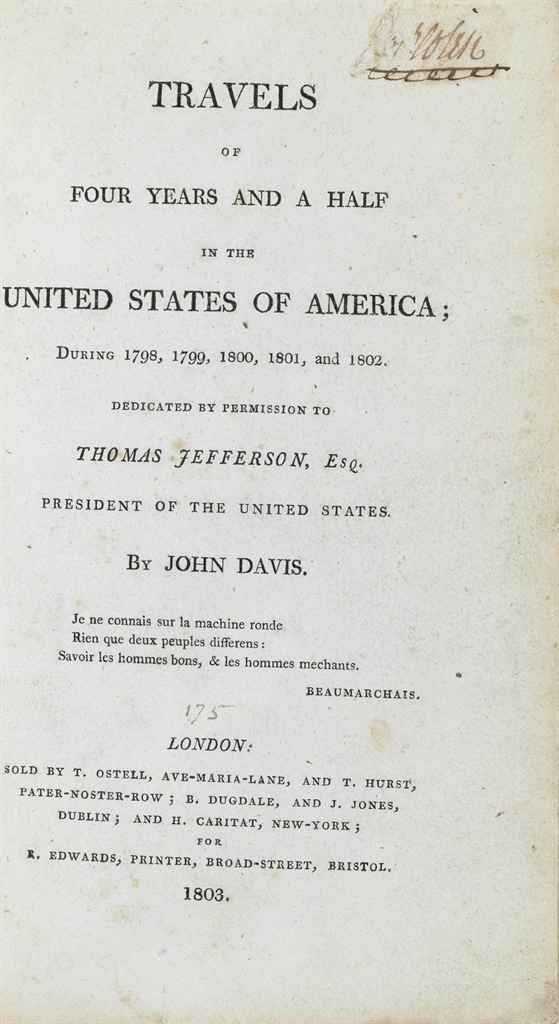 TRAVELS
OF
FOUR YEARS AND A HALF
IN THE
UNITED STATES OF AMERICA;
DURING 1798, 1799, 1800, 1801, and 1802.
DEDICATED BY PERMISSION TO
THOMAS JEFFERSON, ESQ.
PRESIDENT OF THE UNITED STATES.
BY JOHN DAVIS.
Je ne connais sur la machine ronde
Rien que deux peuples differens:
Savoir les hommes bons, & les hommes mechants.
BEAUMARCHAIS.
175
LONDON:
SOLD BY T. OSTELL, AVE-MARIA-LANE, AND T. HURST,
PATER-NOSTER-ROW; B. DUGDALE, AND J. JONES,
DUBLIN; AND H. CARITAT, NEW-YORK;
FOR
R. EDWARDS, PRINTER, BROAD-STREET, BRISTOL.
1803.